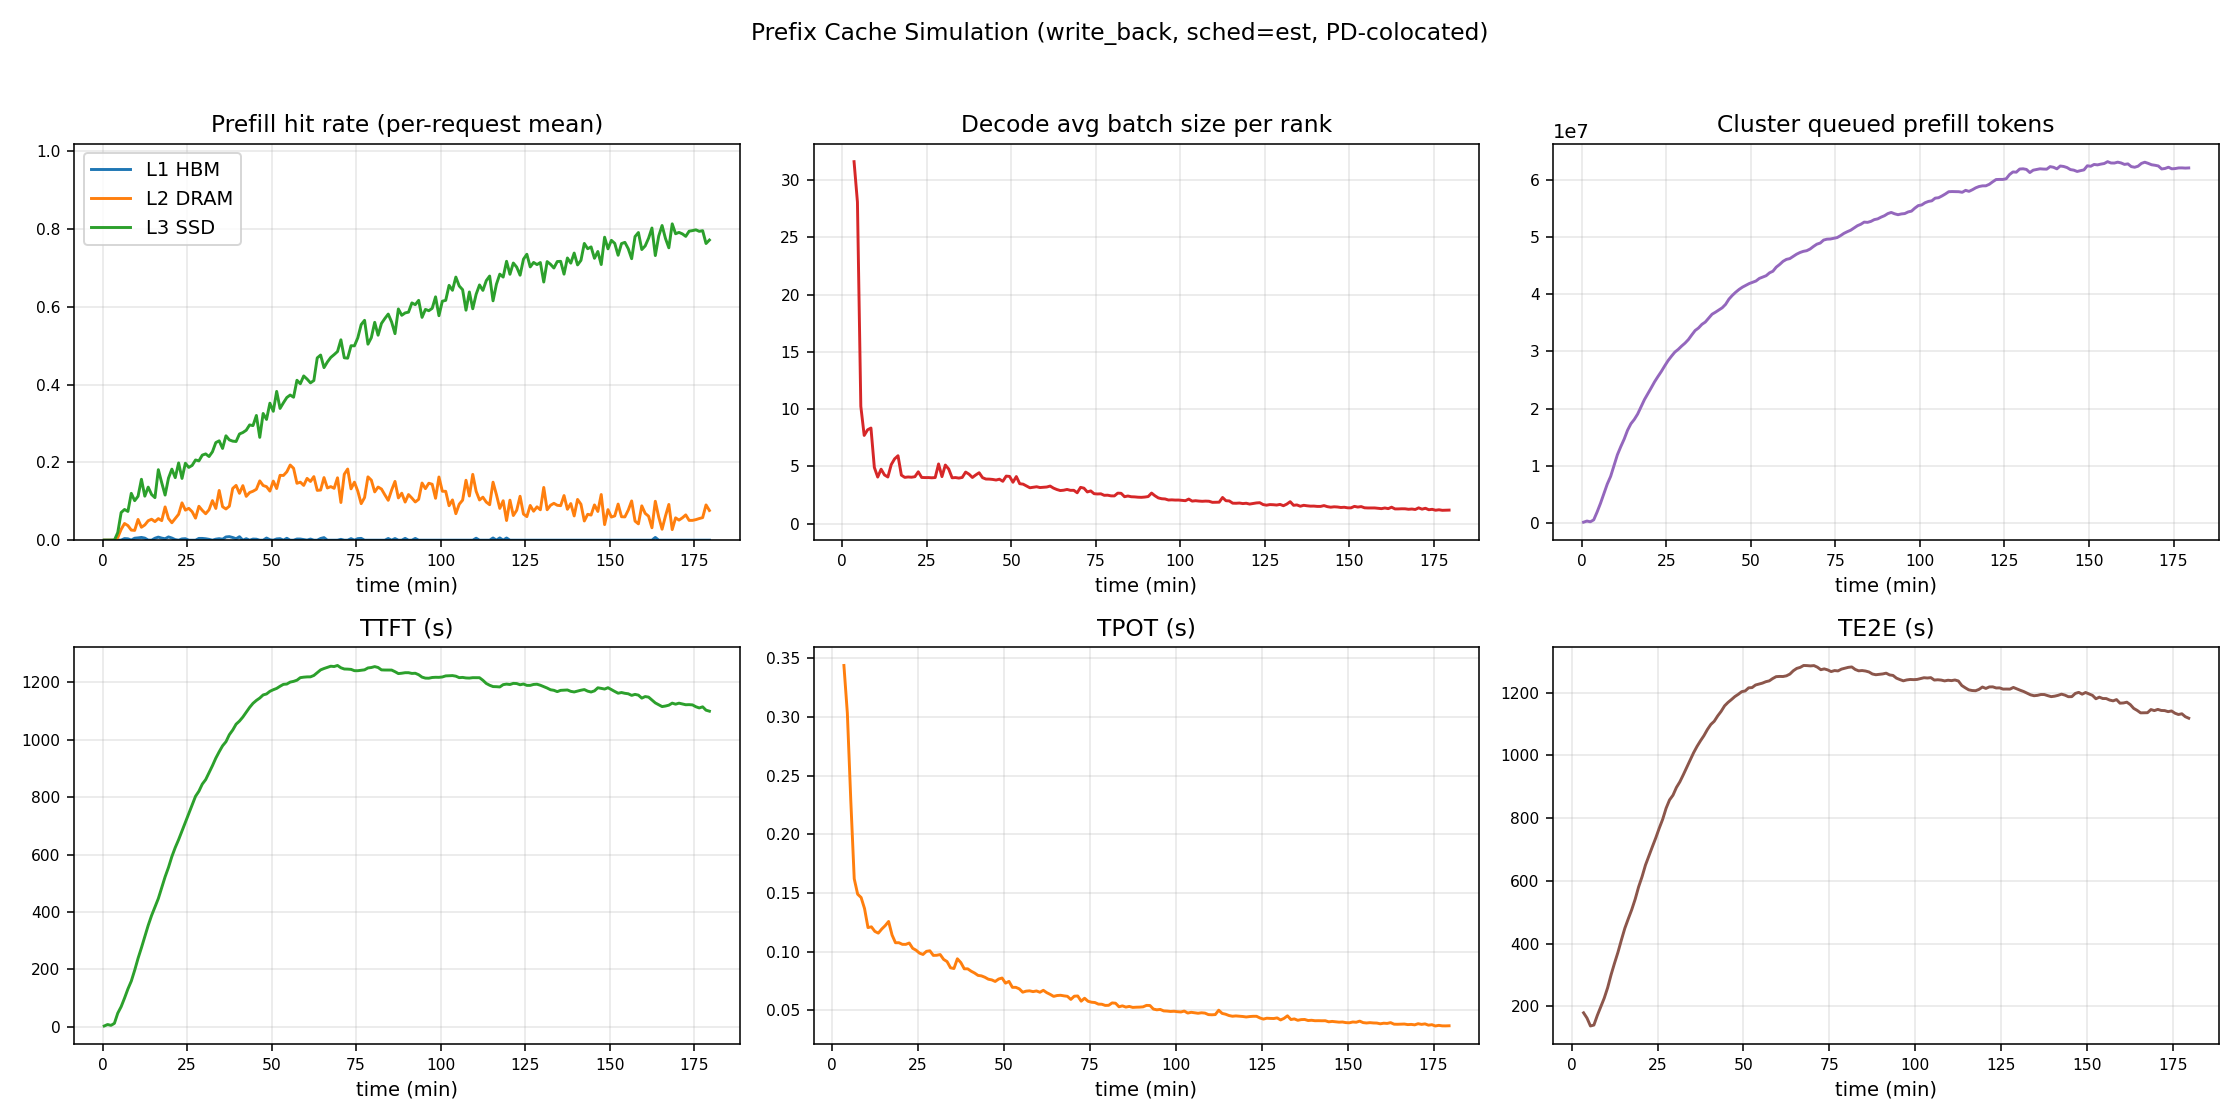 Prefix Cache Simulation (write_back, sched=est, PD-colocated)
Prefill hit rate (per-request mean)
1.0
0.8
0.6
0.4
0.2
0.0
L1 HBM
L2 DRAM
L3 SSD
0 25 50 75 100 125 150 175
time (min)
Decode avg batch size per rank
30
25
20
15
10
5
0
0 25 50 75 100 125 150 175
time (min)
Cluster queued prefill tokens
1e7
6
5
4
3
2
1
0
0 25 50 75 100 125 150 175
time (min)
TTFT (s)
1200
1000
800
600
400
200
0
0 25 50 75 100 125 150 175
time (min)
TPOT (s)
0.35
0.30
0.25
0.20
0.15
0.10
0.05
0 25 50 75 100 125 150 175
time (min)
TE2E (s)
1200
1000
800
600
400
200
0 25 50 75 100 125 150 175
time (min)